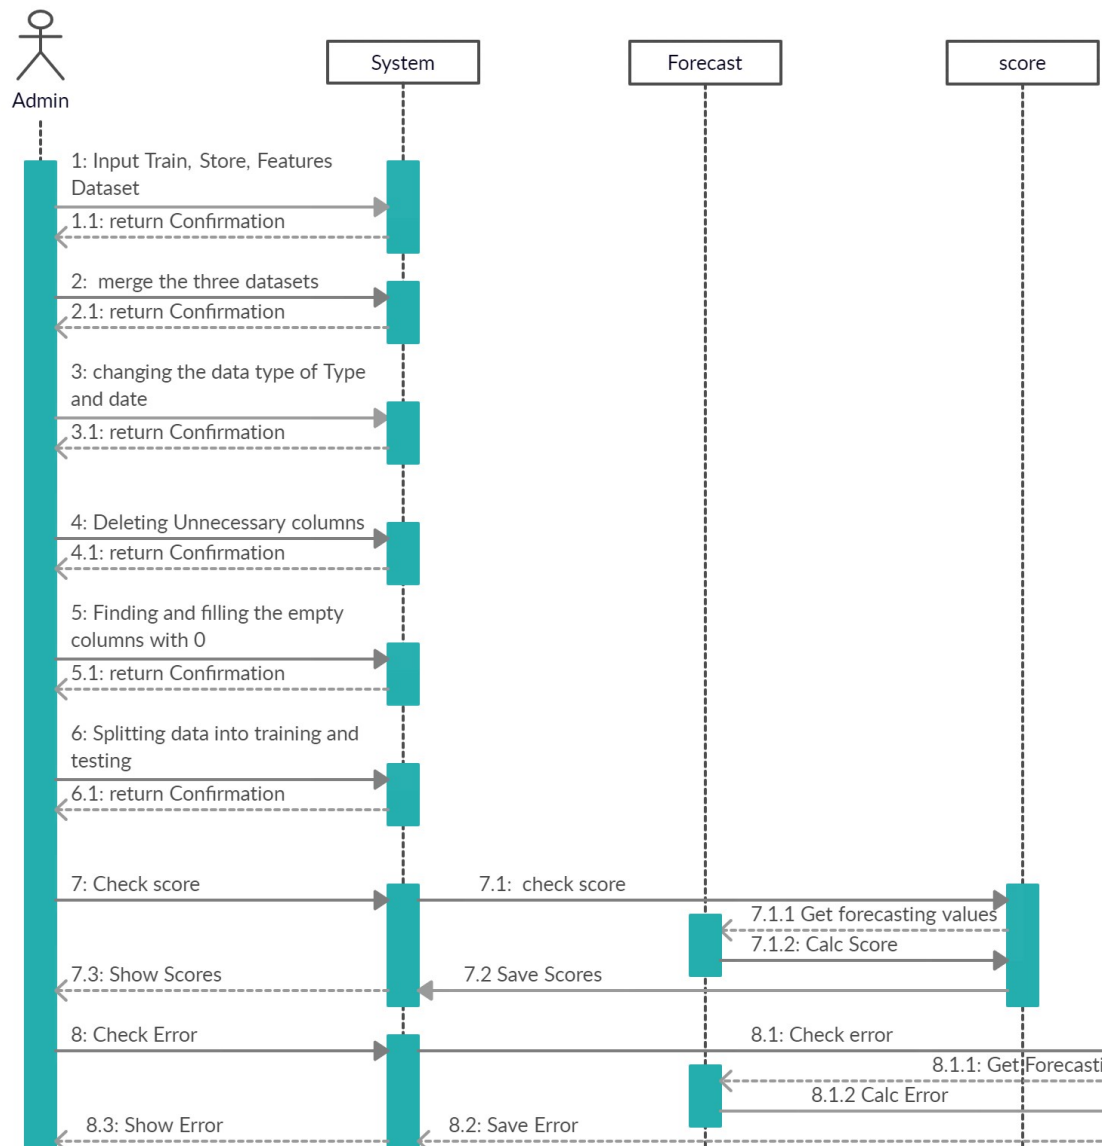 Admin
System
Forecast
score
1: Input Train, Store, Features
Dataset
1.1: return Confirmation
2: merge the three datasets
2.1: return Confirmation
3: changing the data type of Type
and date
3.1: return Confirmation
4: Deleting Unnecessary columns
4.1: return Confirmation
5: Finding and filling the empty
columns with 0
5.1: return Confirmation
6: Splitting data into training and
testing
6.1: return Confirmation
7: Check score
7.1: check score
7.1.1 Get forecasting values
7.1.2: Calc Score
7.3: Show Scores
7.2 Save Scores
8: Check Error
8.1: Check error
8.1.1: Get Forecasti
8.1.2 Calc Error
8.3: Show Error
8.2: Save Error